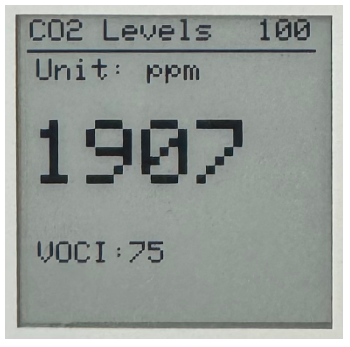 CO2 Levels 100
Unit: ppm
1907
VOCI:75